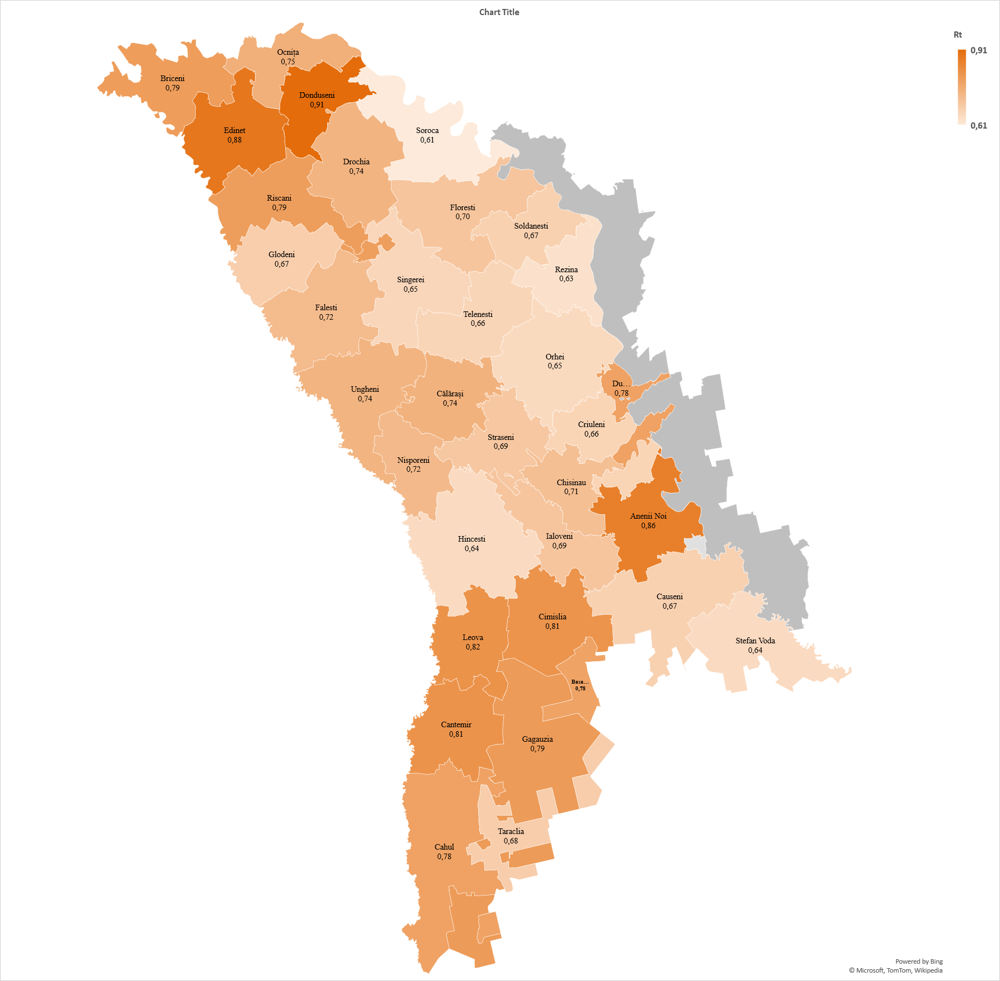 Chart Title
Rt
0,91
0,61
Ocnița
0,75
Briceni
0,79
Donduseni
0,91
Edinet
0,88
Soroca
0,61
Drochia
0,74
Riscani
0,79
Floresti
0,70
Soldanesti
0,67
Glodeni
0,67
Rezina
0,63
Singerei
0,65
Falesti
0,72
Telenesti
0,66
Orhei
0,65
Du...
0,78
Ungheni
0,74
Călărași
0,74
Criuleni
0,66
Straseni
0,69
Nisporeni
0,72
Chisinau
0,71
Anenii Noi
0,86
Hincesti
0,64
Ialoveni
0,69
Causeni
0,67
Cimislia
0,81
Leova
0,82
Stefan Voda
0,64
Basa...
0,78
Cantemir
0,81
Gagauzia
0,79
Taraclia
0,68
Cahul
0,78
Powered by Bing
© Microsoft, TomTom, Wikipedia